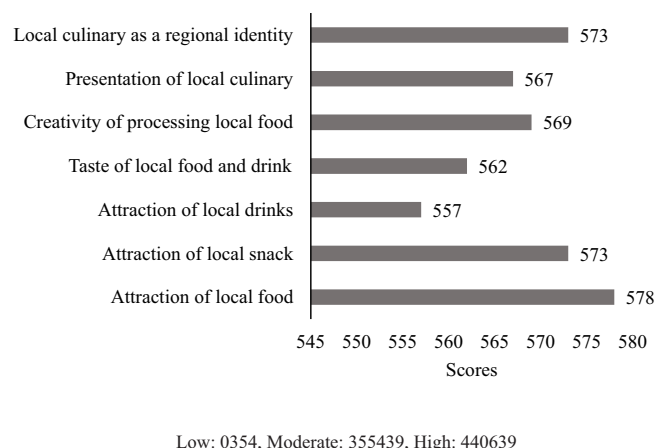 Local culinary as a regional identity 573
Presentation of local culinary 567
Creativity of processing local food 569
Taste of local food and drink 562
Attraction of local drinks 557
Attraction of local snack 573
Attraction of local food 578
545 550 555 560 565 570 575 580
Scores
Low: 0354, Moderate: 355439, High: 440639